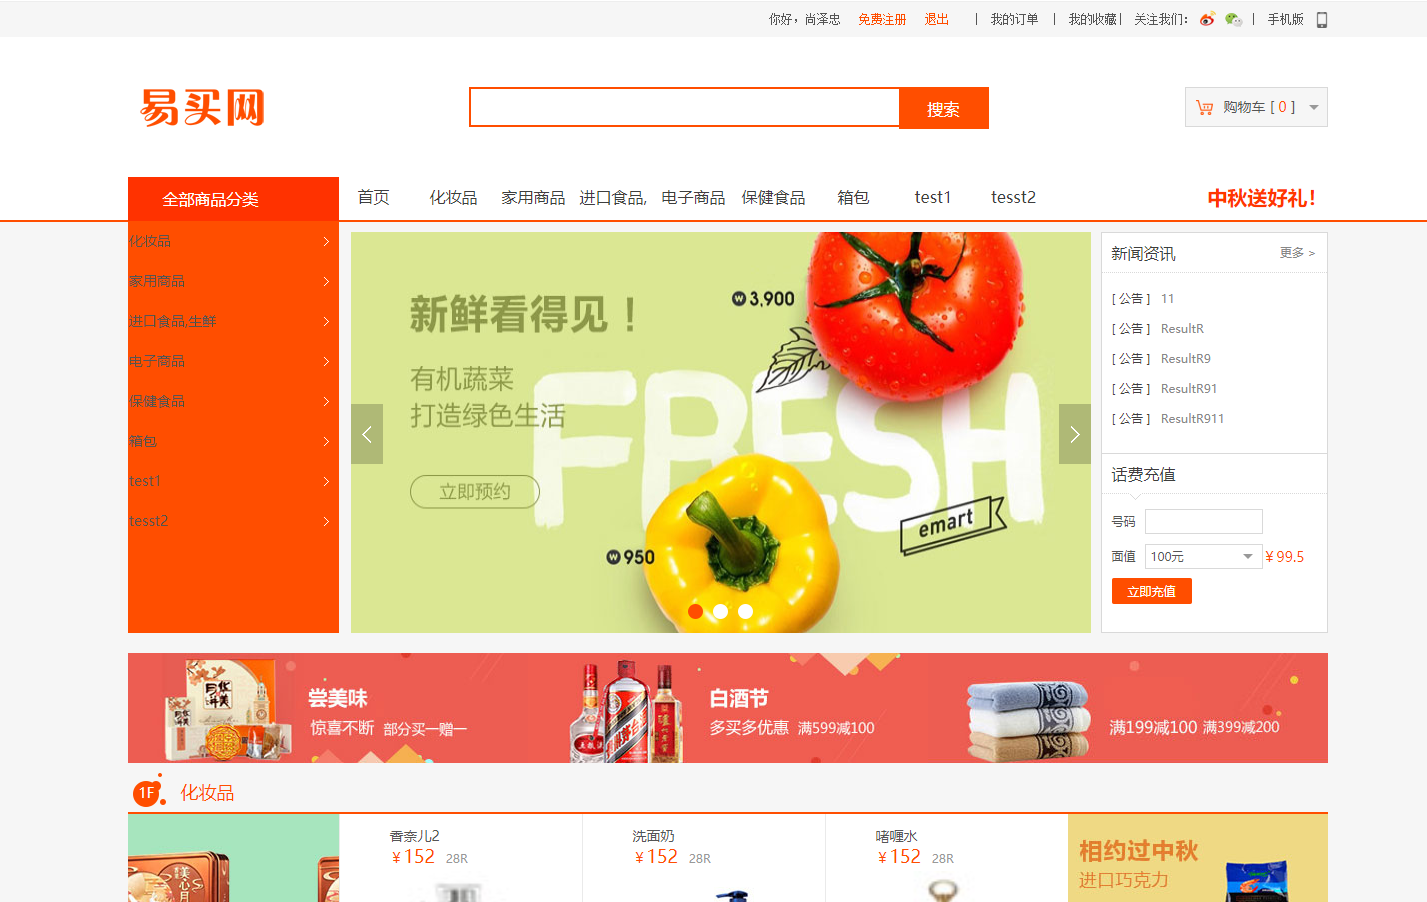 你好，尚泽忠 免费注册 退出 | 我的订单 | 我的收藏| 关注我们： | 手机版
易买网
搜索
购物车 [ 0 ]
全部商品分类
首页 化妆品 家用商品 进口食品, 电子商品 保健食品 箱包 test1 tesst2
中秋送好礼！
化妆品
家用商品
进口食品,生鲜
电子商品
保健食品
箱包
test1
tesst2
新鲜看得见！
有机蔬菜
打造绿色生活
立即预约
FRESH
₩3,900
₩950
emart
新闻资讯 更多 >
[ 公告 ] 11
[ 公告 ] ResultR
[ 公告 ] ResultR9
[ 公告 ] ResultR91
[ 公告 ] ResultR911
话费充值
号码
面值 100元 ¥ 99.5
立即充值
尝美味
惊喜不断 部分买一赠一
白酒节
多买多优惠 满599减100
满199减100 满399减200
1F 化妆品
香奈儿2
¥152 28R
洗面奶
¥152 28R
啫喱水
¥152 28R
相约过中秋
进口巧克力